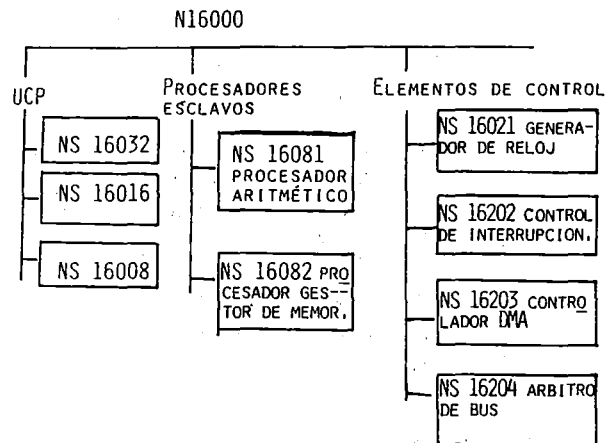 N16000
UCP
NS 16032
NS 16016
NS 16008
PROCESADORES
ESCLAVOS
NS 16081
PROCESADOR
ARITMÉTICO
NS 16082 PRO
CESADOR GES--
TOR DE MEMOR.
ELEMENTOS DE CONTROL
NS 16021 GENERA-
DOR DE RELOJ
NS 16202 CONTROL
DE INTERRUPCION.
NS 16203 CONTRO
LADOR DMA
NS 16204 ARBITRO
DE BUS